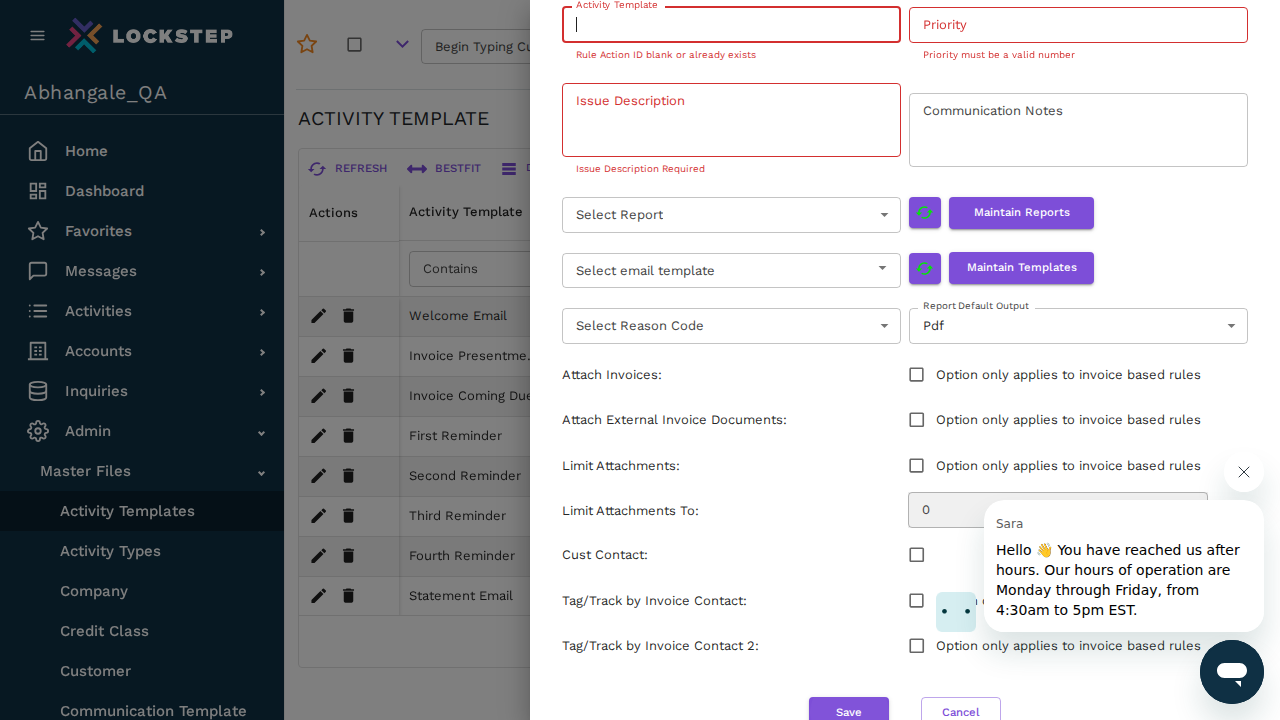 LOCKSTEP
Abhangale_QA
Home
Dashboard
Favorites
Messages
Activities
Accounts
Inquiries
Admin
Master Files
Activity Templates
Activity Types
Company
Credit Class
Customer
Communication Template
Begin Typing Cu
ACTIVITY TEMPLATE
REFRESH
BESTFIT
Actions
Activity Template
Contains
Welcome Email
Invoice Presentme..
Invoice Coming Due
First Reminder
Second Reminder
Third Reminder
Fourth Reminder
Statement Email
Activity Template
Rule Action ID blank or already exists
Priority
Priority must be a valid number
Issue Description
Issue Description Required
Communication Notes
Select Report
Maintain Reports
Select email template
Maintain Templates
Select Reason Code
Report Default Output
Pdf
Attach Invoices:
Option only applies to invoice based rules
Attach External Invoice Documents:
Option only applies to invoice based rules
Limit Attachments:
Option only applies to invoice based rules
Limit Attachments To:
0
Cust Contact:
Tag/Track by Invoice Contact:
Tag/Track by Invoice Contact 2:
Option only applies to invoice based rules
Save
Cancel
Sara
Hello 👋 You have reached us after
hours. Our hours of operation are
Monday through Friday, from
4:30am to 5pm EST.